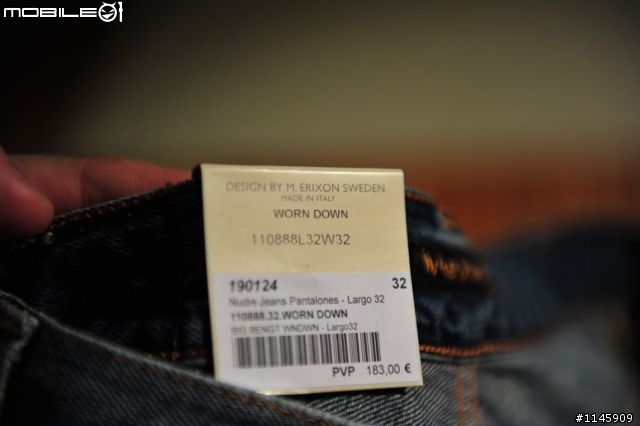 MOBILE01
DESIGN BY M. ERIXON SWEDEN
MADE IN ITALY
WORN DOWN
110888L32W32
190124 32
Nudie Jeans Pantalones - Largo 32
110888.32.WORN DOWN
BIG BENGT WNDWN - Largo32
PVP 183,00 €
#1145909